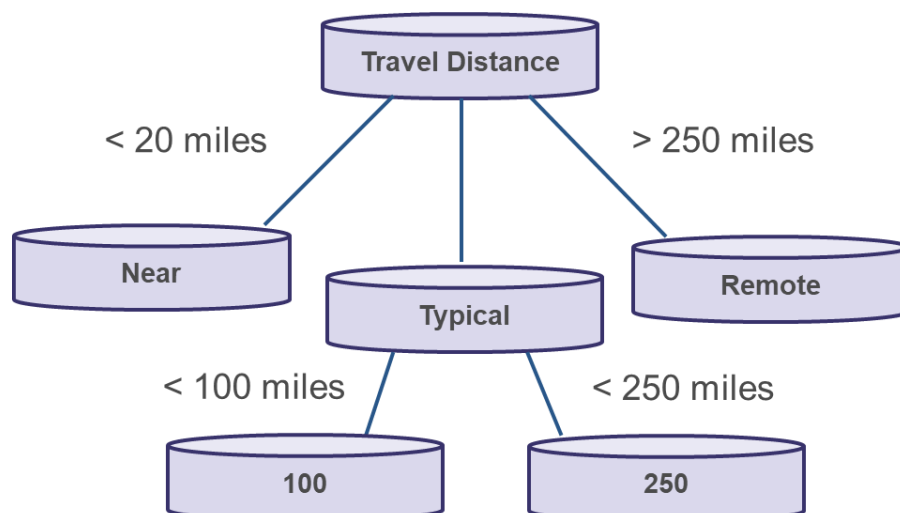 Travel Distance
< 20 miles
> 250 miles
Near
Remote
Typical
< 100 miles
< 250 miles
100
250